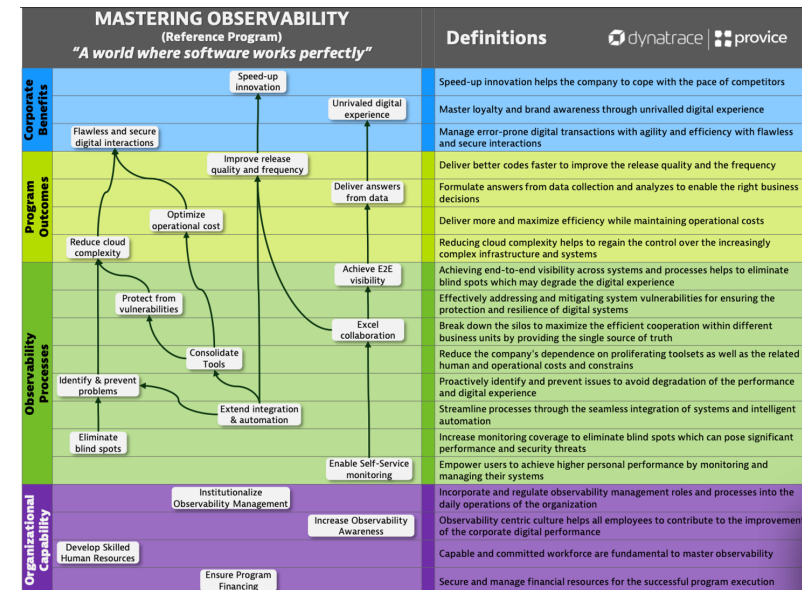 MASTERING OBSERVABILITY
(Reference Program)
“A world where software works perfectly”
Definitions
dynatrace
provice
Corporate
Benefits
Speed-up
innovation
Unrivaled digital
experience
Flawless and secure
digital interactions
Speed-up innovation helps the company to cope with the pace of competitors
Master loyalty and brand awareness through unrivalled digital experience
Manage error-prone digital transactions with agility and efficiency with flawless
and secure interactions
Program
Outcomes
Improve release
quality and frequency
Deliver answers
from data
Optimize
operational cost
Reduce cloud
complexity
Deliver better codes faster to improve the release quality and the frequency
Formulate answers from data collection and analyzes to enable the right business
decisions
Deliver more and maximize efficiency while maintaining operational costs
Reducing cloud complexity helps to regain the control over the increasingly
complex infrastructure and systems
Observability
Processes
Achieve E2E
visibility
Protect from
vulnerabilities
Excel
collaboration
Consolidate
Tools
Identify & prevent
problems
Extend integration
& automation
Eliminate
blind spots
Enable Self-Service
monitoring
Achieving end-to-end visibility across systems and processes helps to eliminate
blind spots which may degrade the digital experience
Effectively addressing and mitigating system vulnerabilities for ensuring the
protection and resilience of digital systems
Break down the silos to maximize the efficient cooperation within different
business units by providing the single source of truth
Reduce the company's dependence on proliferating toolsets as well as the related
human and operational costs and constrains
Proactively identify and prevent issues to avoid degradation of the performance
and digital experience
Streamline processes through the seamless integration of systems and intelligent
automation
Increase monitoring coverage to eliminate blind spots which can pose significant
performance and security threats
Empower users to achieve higher personal performance by monitoring and
managing their systems
Organizational
Capability
Institutionalize
Observability Management
Increase Observability
Awareness
Develop Skilled
Human Resources
Ensure Program
Financing
Incorporate and regulate observability management roles and processes into the
daily operations of the organization
Observability centric culture helps all employees to contribute to the improvemen
of the corporate digital performance
Capable and committed workforce are fundamental to master observability
Secure and manage financial resources for the successful program execution